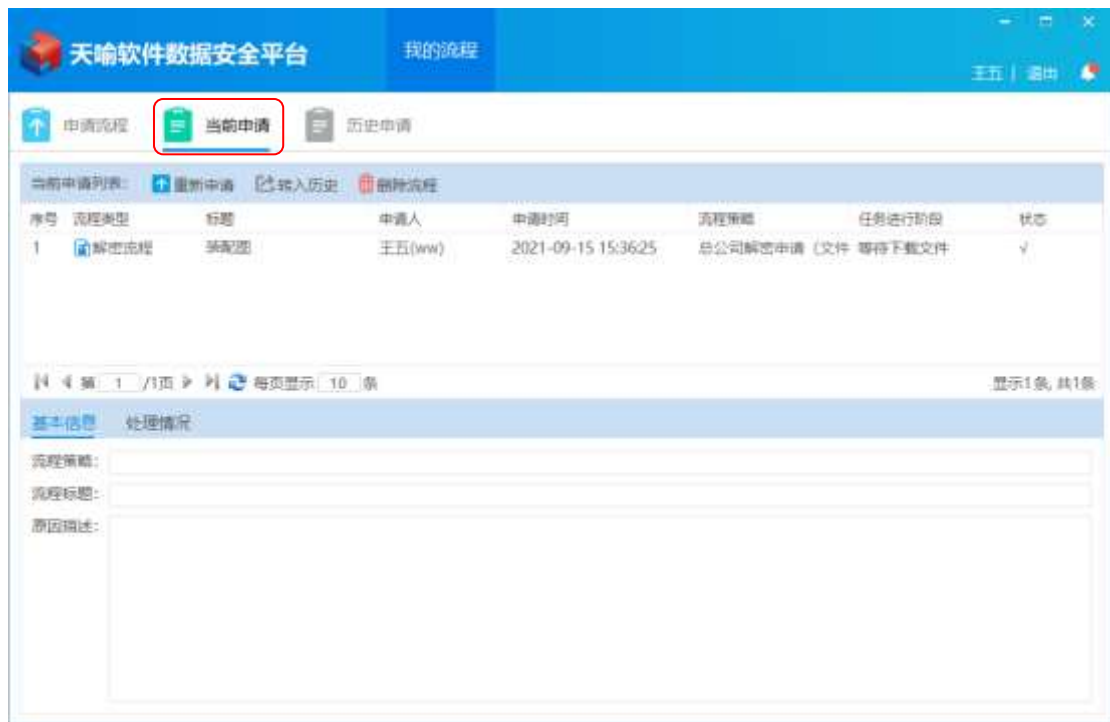 天喻软件数据安全平台 我的流程
王五 | 退出
申请流程 当前申请 历史申请
当前申请列表: 重新申请 转入历史 删除流程
序号 流程类型 标题 申请人 申请时间 流程策略 任务进行阶段 状态
1 解密流程 装配图 王五(ww) 2021-09-15 15:36:25 总公司解密申请（文件 等待下载文件 √
第 1 /1页 每页显示 10 条 显示1条, 共1条
基本信息 处理情况
流程策略:
流程标题:
原因描述: